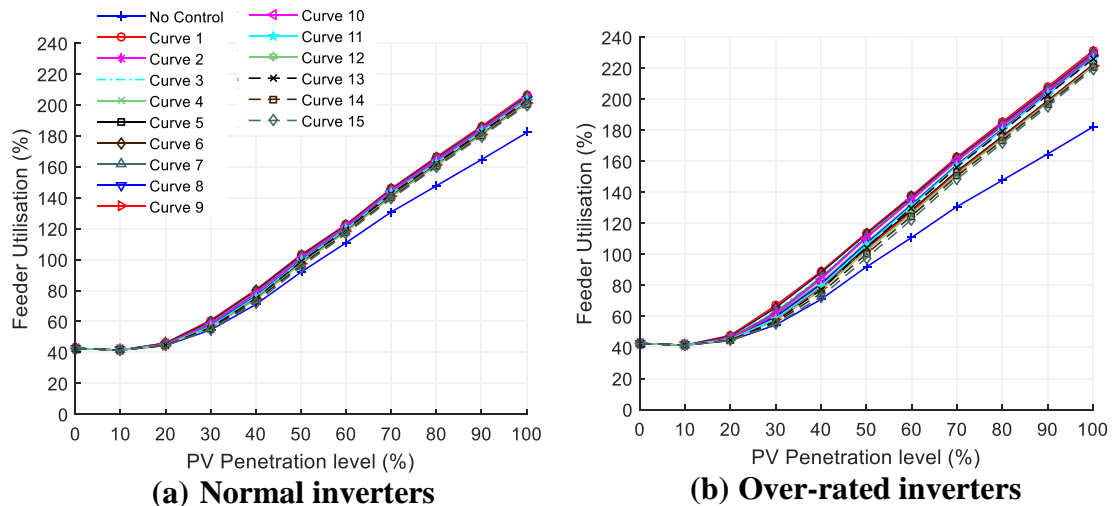 No Control
Curve 1
Curve 2
Curve 3
Curve 4
Curve 5
Curve 6
Curve 7
Curve 8
Curve 9
Curve 10
Curve 11
Curve 12
Curve 13
Curve 14
Curve 15
Feeder Utilisation (%)
240
220
200
180
160
140
120
100
80
60
40
20
0
0 10 20 30 40 50 60 70 80 90 100
PV Penetration level (%)
(a) Normal inverters
Feeder Utilisation (%)
240
220
200
180
160
140
120
100
80
60
40
20
0
0 10 20 30 40 50 60 70 80 90 100
PV Penetration level (%)
(b) Over-rated inverters